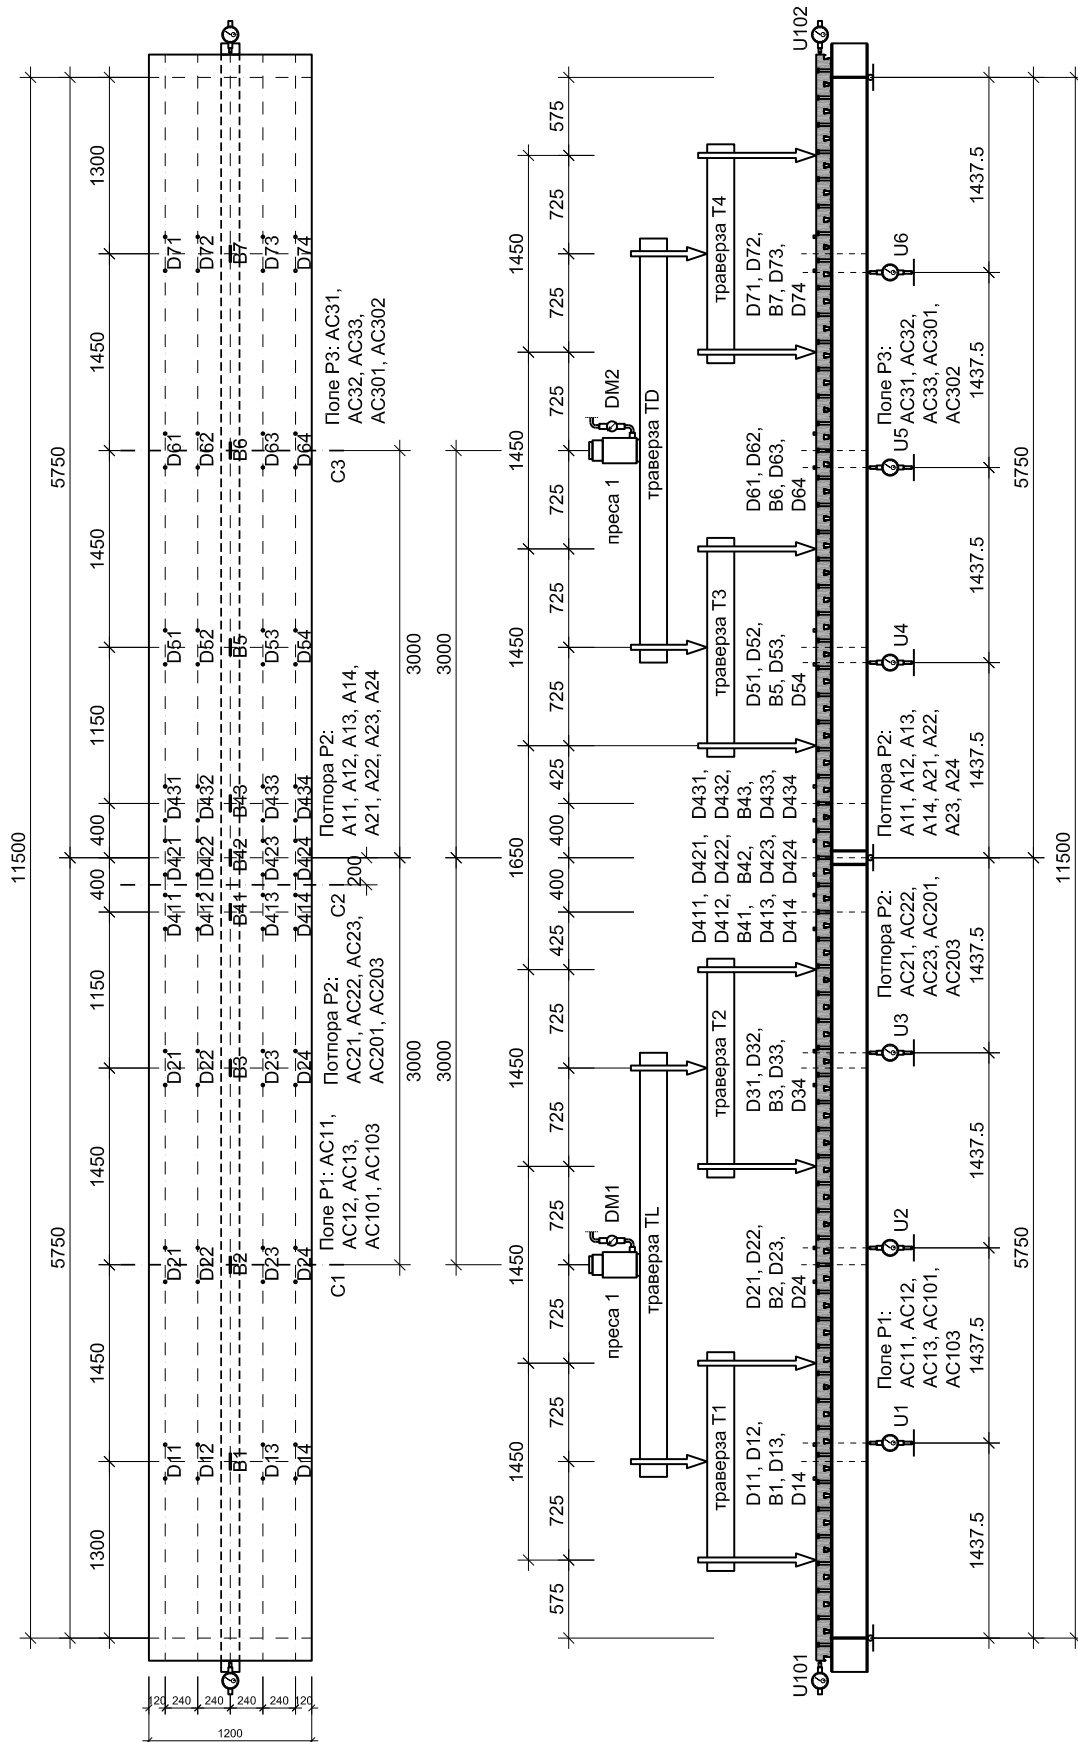 11500
5750
5750
1300
1450
1450
1150
400
400
1150
1450
1450
1300
D11
D12
B1
D13
D14
D21
D22
B2
D23
D24
D21
D22
B3
D23
D24
D411
D412
B41
D413
D414
D421
D422
B42
D423
D424
D431
D432
B43
D433
D434
D51
D52
B5
D53
D54
D61
D62
B6
D63
D64
D71
D72
B7
D73
D74
120
240
240
240
240
120
1200
C1
C2
C3
200
Поле P1: AC11,
AC12, AC13,
AC101, AC103
Потпора P2:
AC21, AC22, AC23,
AC201, AC203
Потпора P2:
A11, A12, A13, A14,
A21, A22, A23, A24
Поле P3: AC31,
AC32, AC33,
AC301, AC302
3000
3000
3000
3000
1450
1450
1450
1650
1450
1450
1450
575
725
725
725
725
725
725
425
400
400
425
725
725
725
725
725
725
575
преса 1
DM1
преса 1
DM2
траверза TL
траверза TD
траверза T1
траверза T2
траверза T3
траверза T4
D11, D12,
B1, D13,
D14
D21, D22,
B2, D23,
D24
D31, D32,
B3, D33,
D34
D411,
D412,
B41,
D413,
D414
D421,
D422,
B42,
D423,
D424
D431,
D432,
B43,
D433,
D434
D51, D52,
B5, D53,
D54
D61, D62,
B6, D63,
D64
D71, D72,
B7, D73,
D74
U101
U102
U1
U2
U3
U4
U5
U6
Поле P1:
AC11, AC12,
AC13, AC101,
AC103
Потпора P2:
AC21, AC22,
AC23, AC201,
AC203
Потпора P2:
A11, A12, A13,
A14, A21, A22,
A23, A24
Поле P3:
AC31, AC32,
AC33, AC301,
AC302
1437.5
1437.5
1437.5
1437.5
1437.5
1437.5
1437.5
1437.5
5750
5750
11500